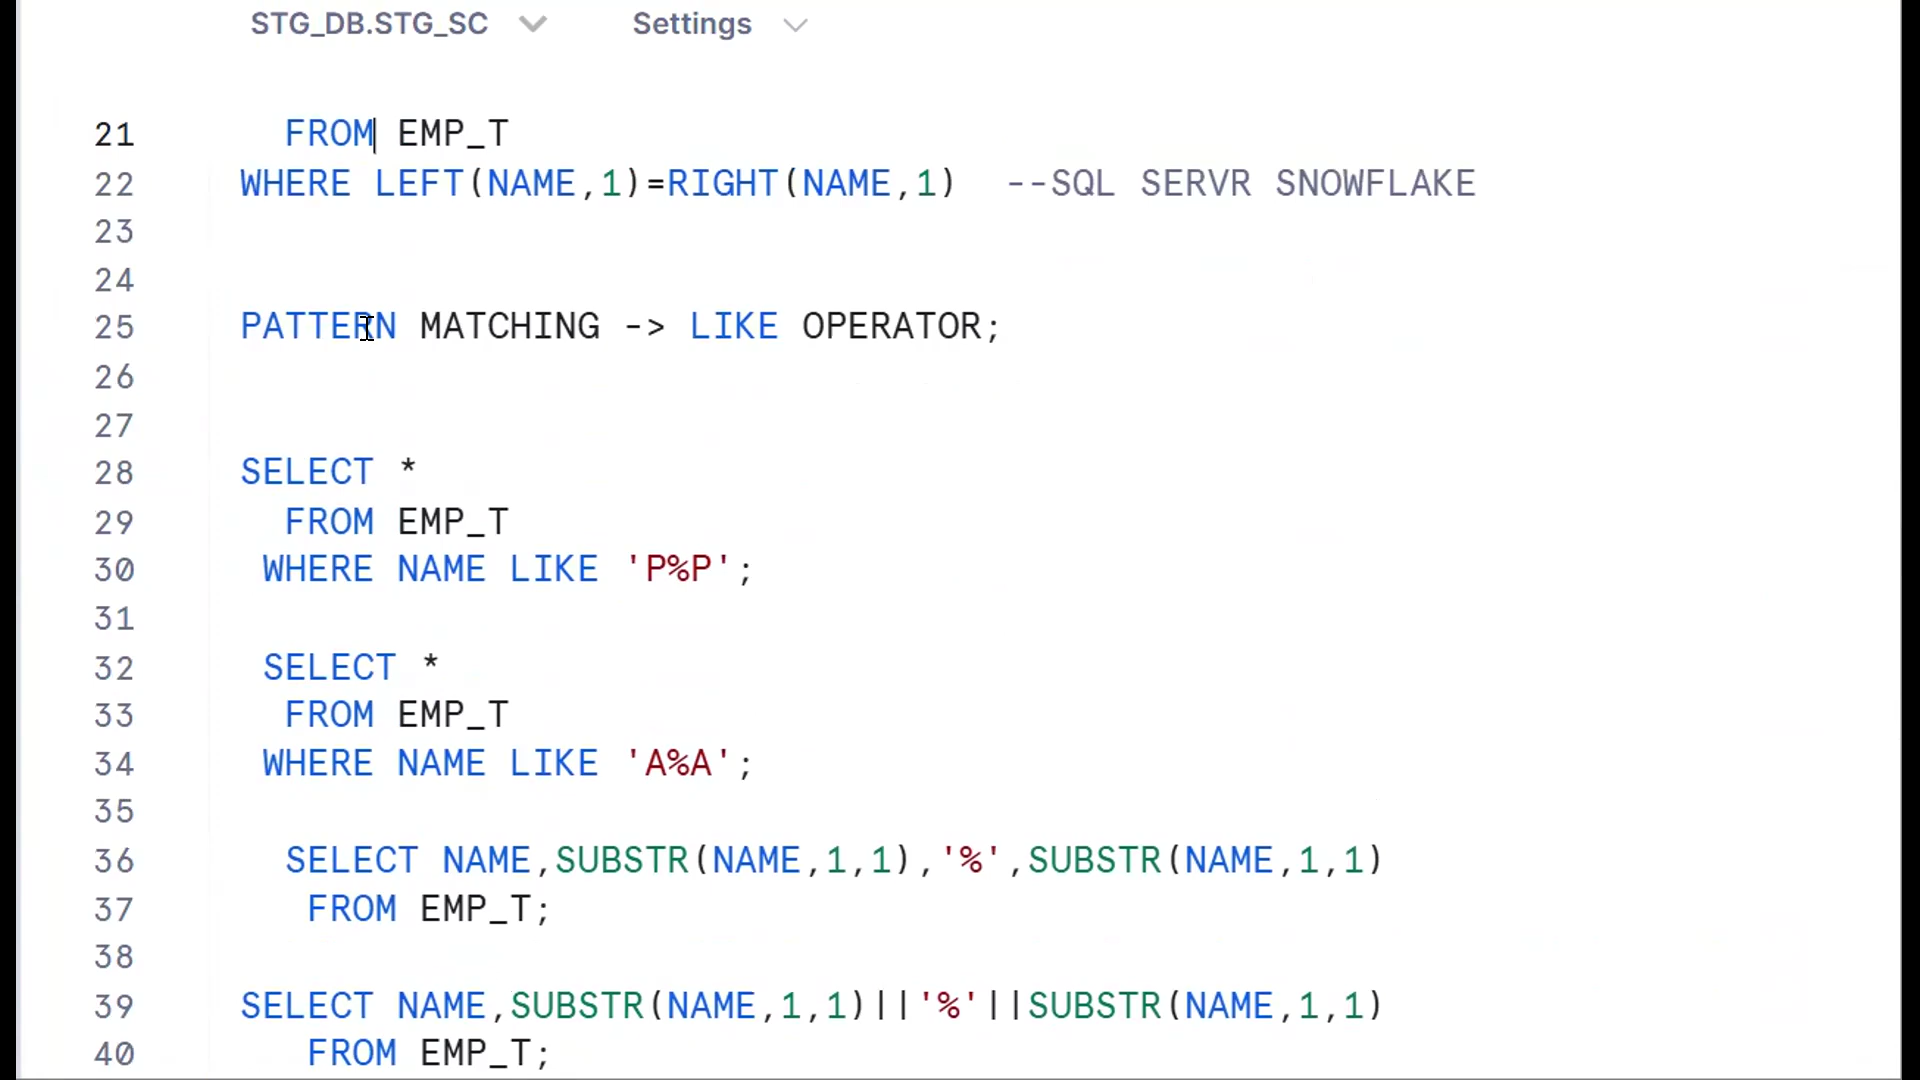 STG_DB.STG_SC Settings
21 FROM EMP_T
22 WHERE LEFT(NAME,1)=RIGHT(NAME,1) --SQL SERVR SNOWFLAKE
23
24
25 PATTERN MATCHING -> LIKE OPERATOR;
26
27
28 SELECT *
29 FROM EMP_T
30 WHERE NAME LIKE 'P%P';
31
32 SELECT *
33 FROM EMP_T
34 WHERE NAME LIKE 'A%A';
35
36 SELECT NAME,SUBSTR(NAME,1,1),'%',SUBSTR(NAME,1,1)
37 FROM EMP_T;
38
39 SELECT NAME,SUBSTR(NAME,1,1)||'%'||SUBSTR(NAME,1,1)
40 FROM EMP_T;